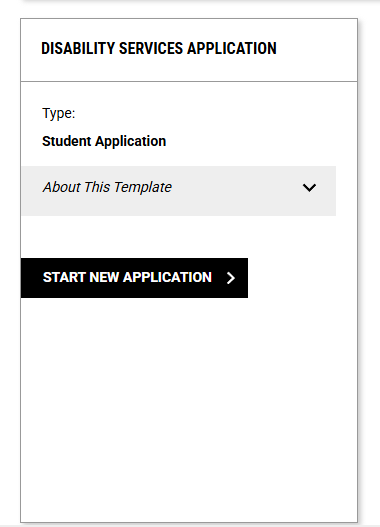 DISABILITY SERVICES APPLICATION
Type:
Student Application
About This Template
START NEW APPLICATION